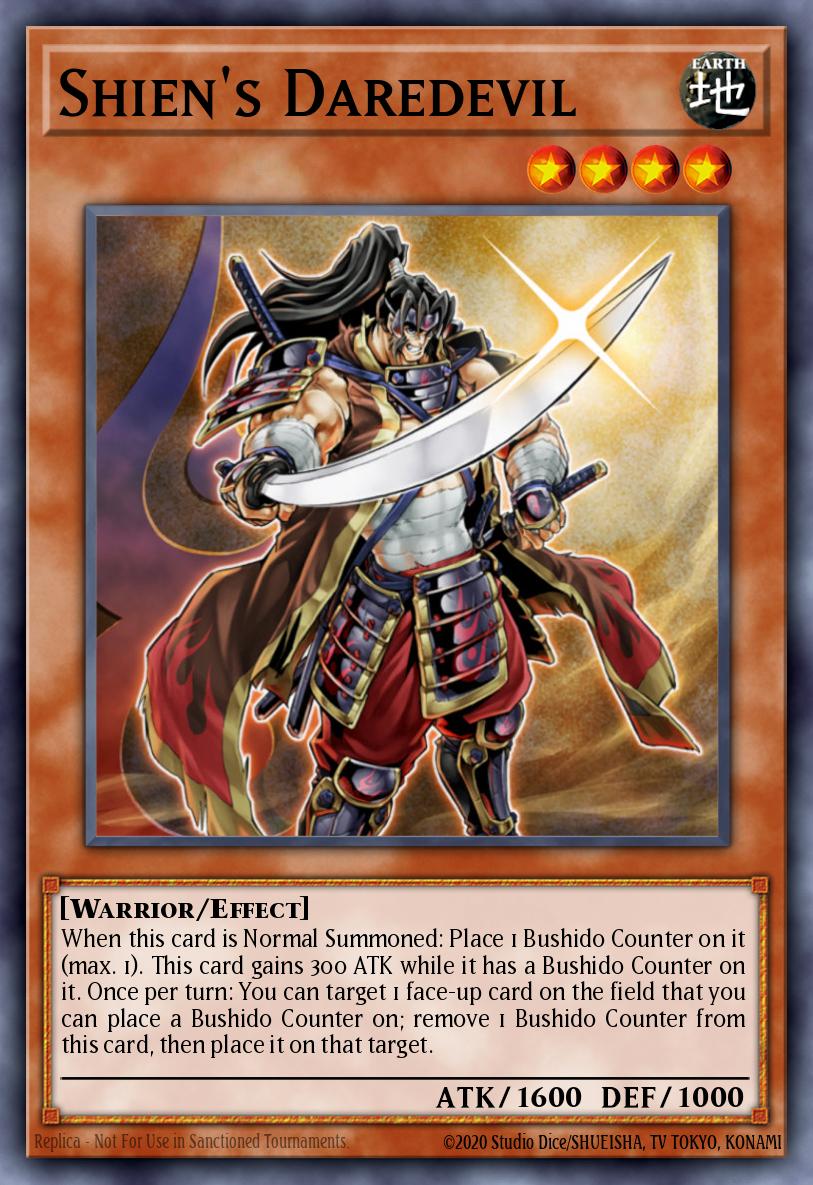 Shien's Daredevil
EARTH
地
[Warrior/Effect]
When this card is Normal Summoned: Place 1 Bushido Counter on it
(max. 1). This card gains 300 ATK while it has a Bushido Counter on
it. Once per turn: You can target 1 face-up card on the field that you
can place a Bushido Counter on; remove 1 Bushido Counter from
this card, then place it on that target.
ATK/1600 DEF/1000
Replica - Not For Use in Sanctioned Tournaments.
©2020 Studio Dice/SHUEISHA, TV TOKYO, KONAMI